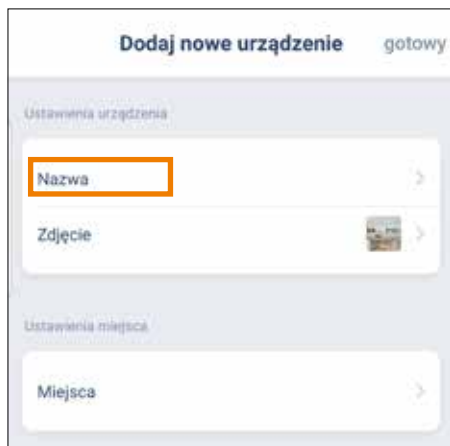 Dodaj nowe urządzenie gotowy
Ustawienia urządzenia
Nazwa
Zdjęcie
Ustawienia miejsca
Miejsca